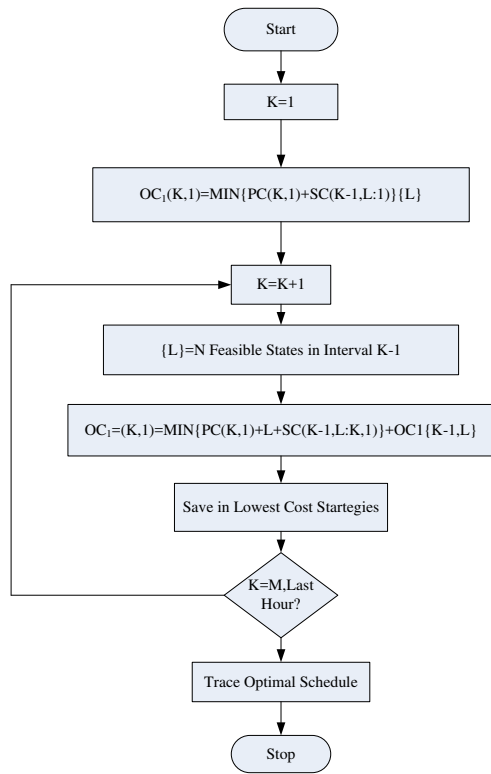 Start
K=1
OC₁(K,1)=MIN{PC(K,1)+SC(K-1,L:1)}{L}
K=K+1
{L}=N Feasible States in Interval K-1
OC₁=(K,1)=MIN{PC(K,1)+L+SC(K-1,L:K,1)}+OC1{K-1,L}
Save in Lowest Cost Startegies
K=M,Last
Hour?
Trace Optimal Schedule
Stop